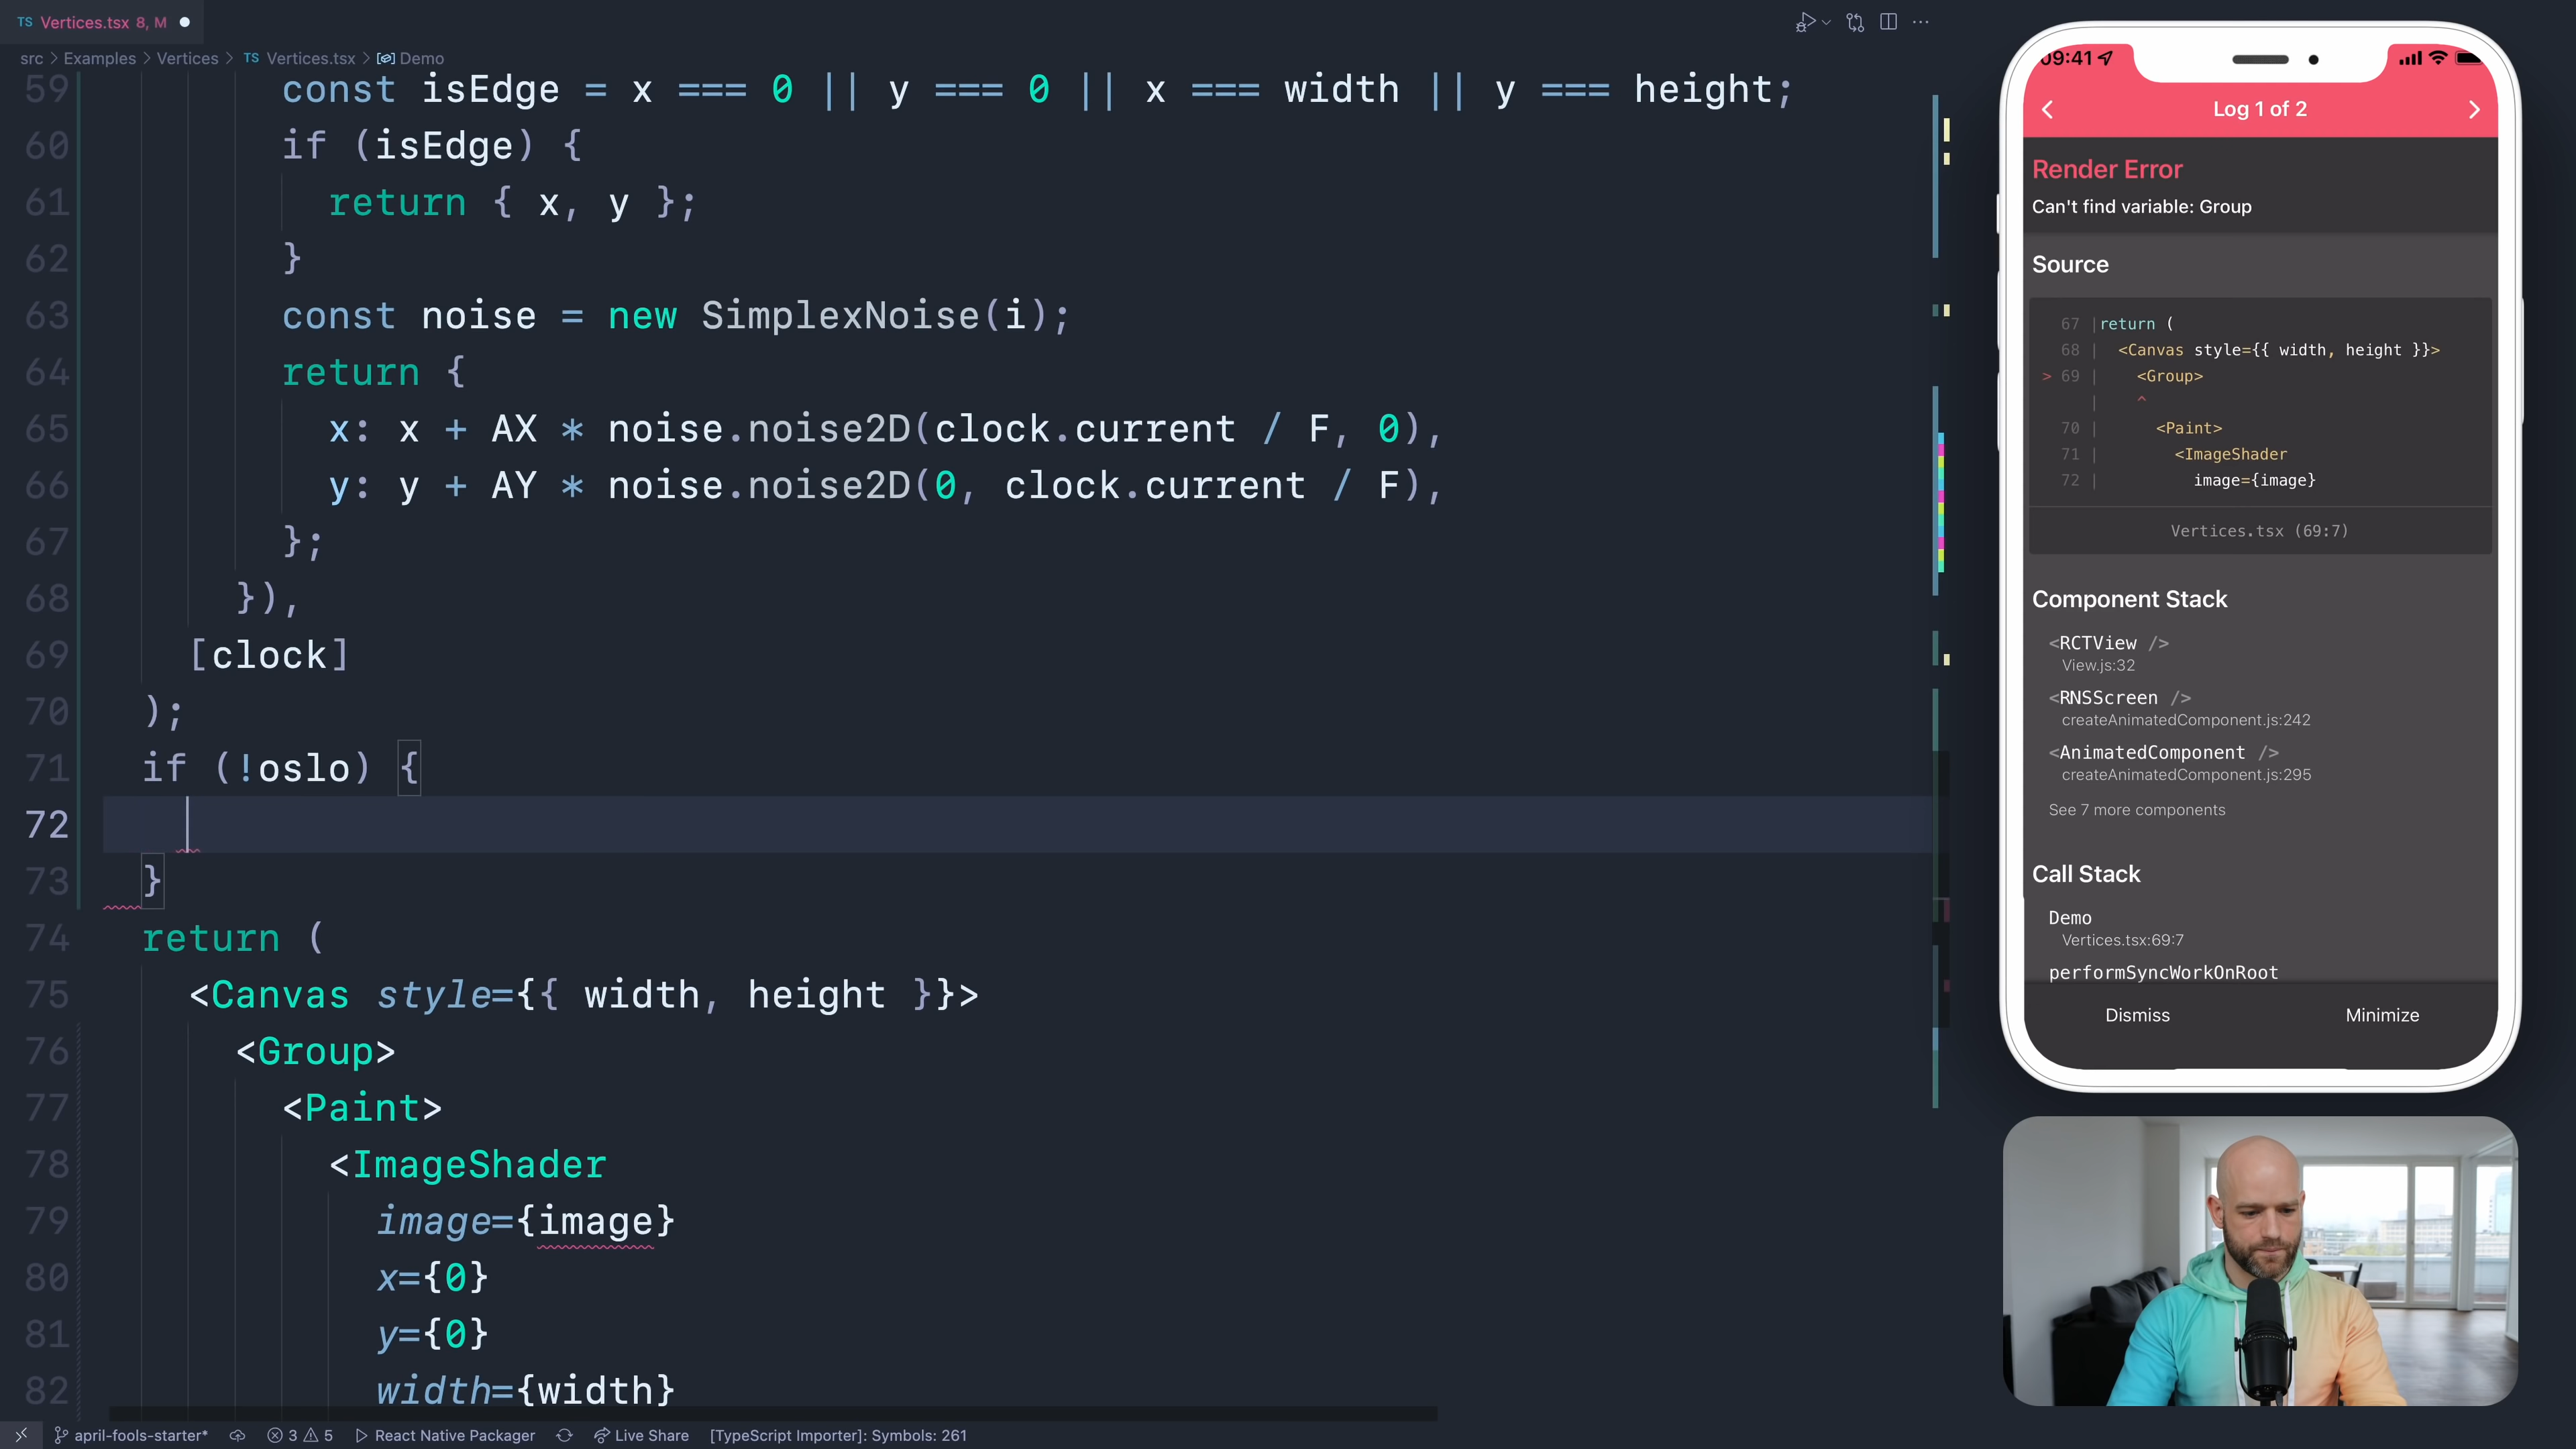 TS Vertices.tsx 8, M
src > Examples > Vertices > TS Vertices.tsx > Demo
59 const isEdge = x === 0 || y === 0 || x === width || y === height;
60 if (isEdge) {
61 return { x, y };
62 }
63 const noise = new SimplexNoise(i);
64 return {
65 x: x + AX * noise.noise2D(clock.current / F, 0),
66 y: y + AY * noise.noise2D(0, clock.current / F),
67 };
68 }),
69 [clock]
70 );
71 if (!oslo) {
72
73 }
74 return (
75 <Canvas style={{ width, height }}>
76 <Group>
77 <Paint>
78 <ImageShader
79 image={image}
80 x={0}
81 y={0}
82 width={width}
april-fools-starter* 3 5 React Native Packager Live Share [TypeScript Importer]: Symbols: 261
09:41
Log 1 of 2
Render Error
Can't find variable: Group
Source
67 |return (
68 | <Canvas style={{ width, height }}>
> 69 | <Group>
| ^
70 | <Paint>
71 | <ImageShader
72 | image={image}
Vertices.tsx (69:7)
Component Stack
<RCTView />
View.js:32
<RNSScreen />
createAnimatedComponent.js:242
<AnimatedComponent />
createAnimatedComponent.js:295
See 7 more components
Call Stack
Demo
Vertices.tsx:69:7
performSyncWorkOnRoot
Dismiss Minimize